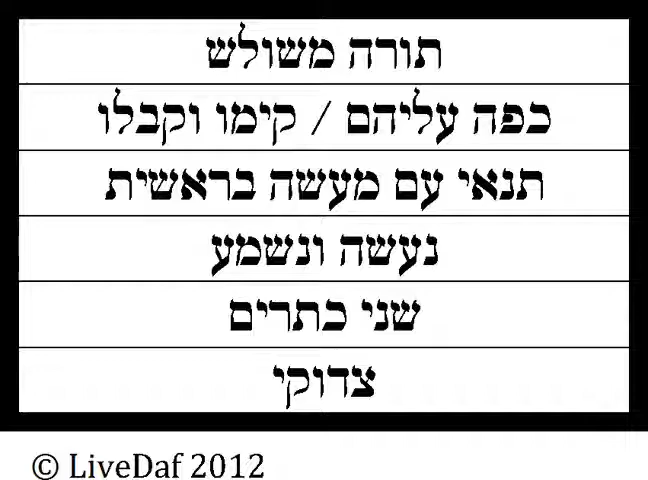 תורה משולש
כפה עליהם / קימו וקבלו
תנאי עם מעשה בראשית
נעשה ונשמע
שני כתרים
צדוקי
© LiveDaf 2012